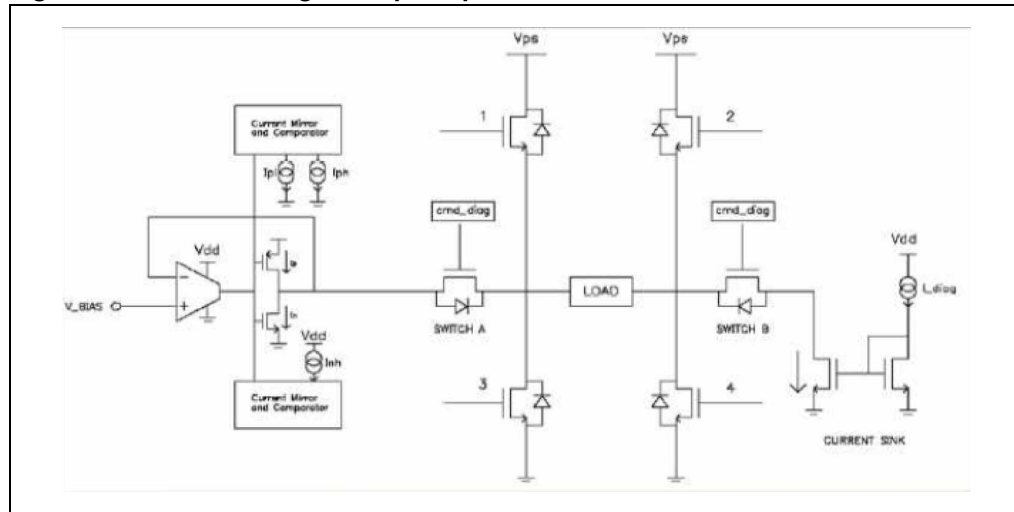 Vps
Vps
1
2
Current Mirror
and Comparator
Ipl
Iph
cmd_diag
cmd_diag
Vdd
Vdd
I_diag
V_BIAS
-
+
Ip
In
LOAD
SWITCH A
SWITCH B
Vdd
Inh
3
4
Current Mirror
and Comparator
CURRENT SINK